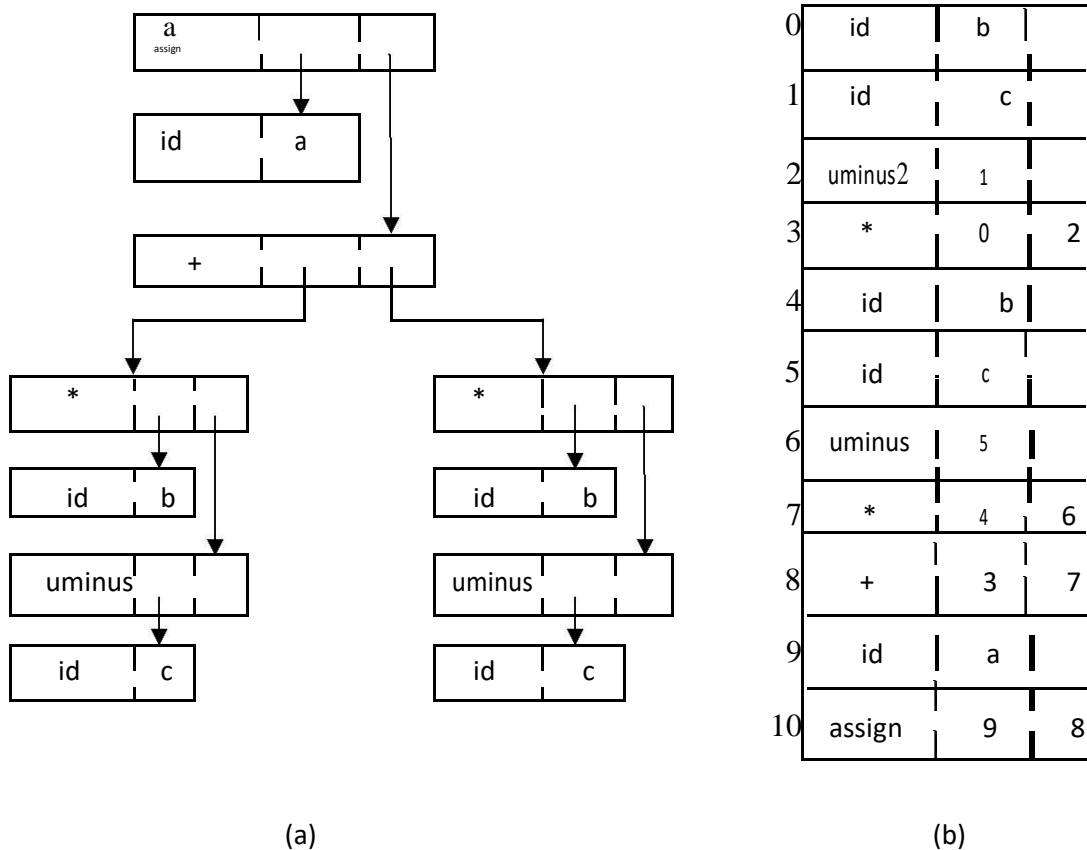 a
assign
id a
+
* *
id b id b
uminus uminus
id c id c
(a)
0 id b
1 id c
2 uminus2 1
3 * 0 2
4 id b
5 id c
6 uminus 5
7 * 4 6
8 + 3 7
9 id a
10 assign 9 8
(b)